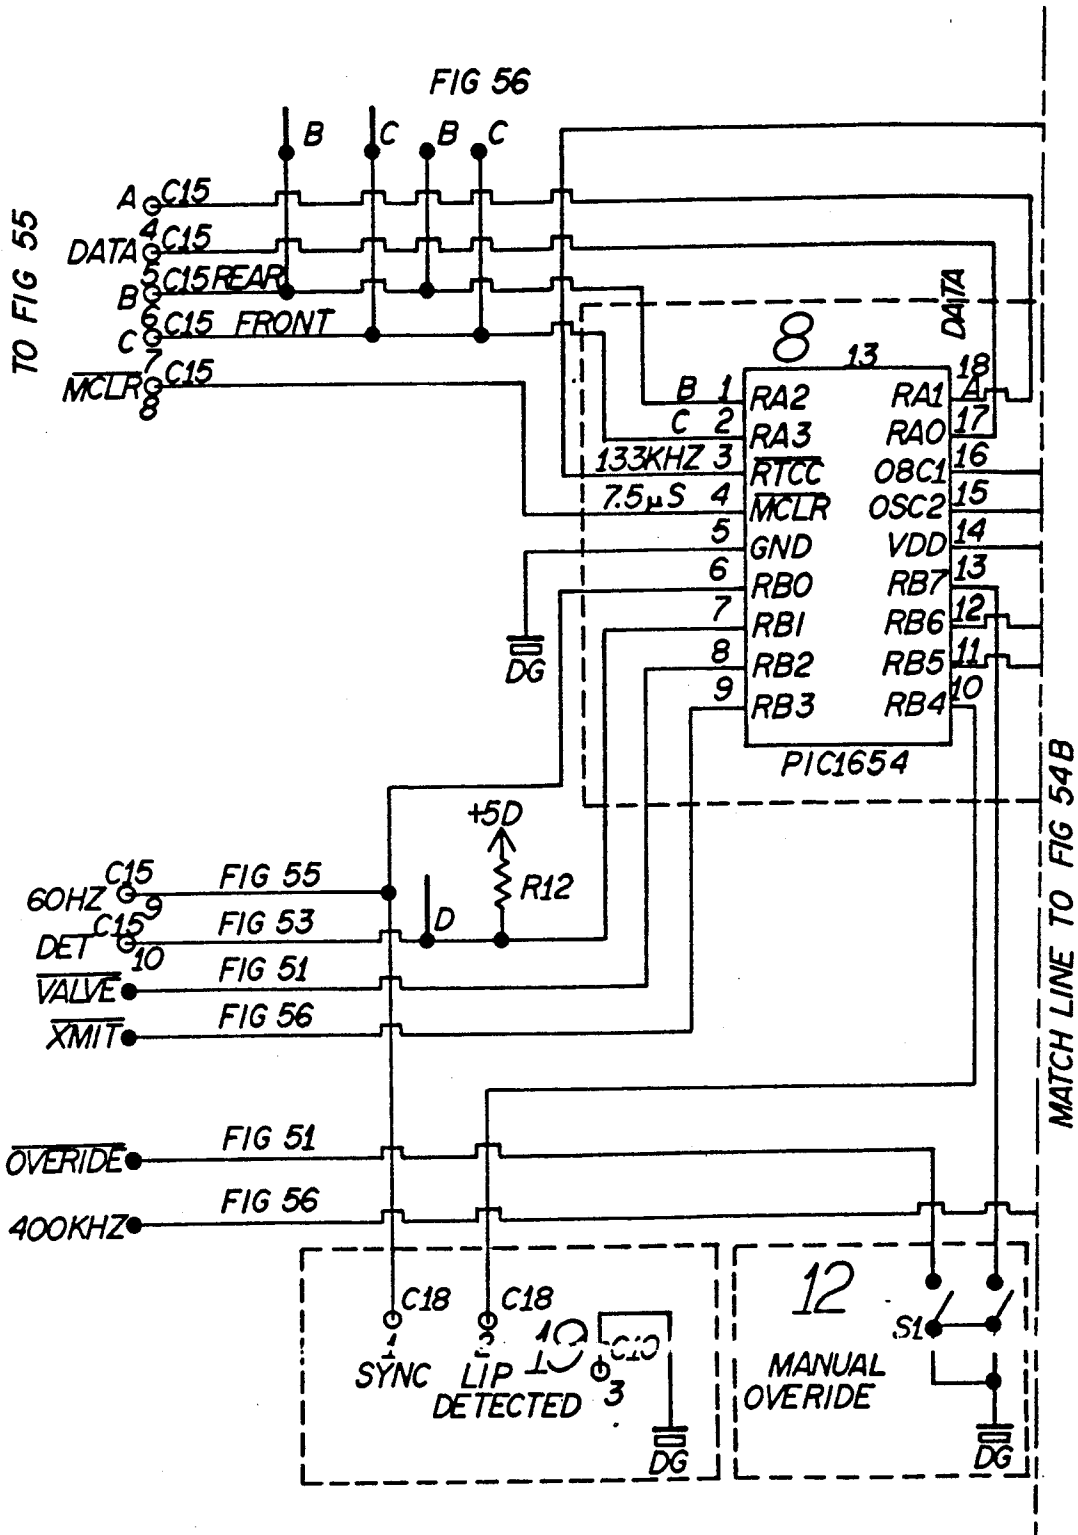 FIG 56
B
C
B
C
TO FIG 55
A C15
4
DATA C15
5
B C15 REAR
6
C C15 FRONT
7
MCLR C15
8
DATA
8
13
B 1 RA2
C 2 RA3
133KHZ 3 RTCC
7.5μS 4 MCLR
5 GND
6 RB0
7 RB1
8 RB2
9 RB3
RA1 18
A
RA0 17
O8C1 16
OSC2 15
VDD 14
RB7 13
RB6 12
RB5 11
RB4 10
PIC1654
DG
+5D
R12
D
60HZ C15 FIG 55
9
DET C15 FIG 53
10
VALVE FIG 51
XMIT FIG 56
OVERIDE FIG 51
400KHZ FIG 56
MATCH LINE TO FIG 54B
C18
1
SYNC
C18
2
LIP
DETECTED
10
3
DG
12
S1
MANUAL
OVERIDE
DG